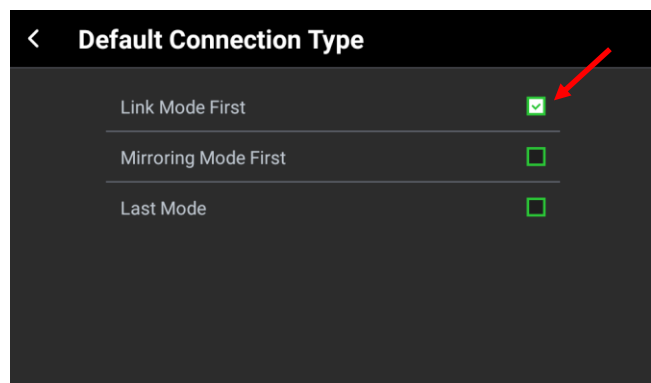 Default Connection Type
Link Mode First
Mirroring Mode First
Last Mode